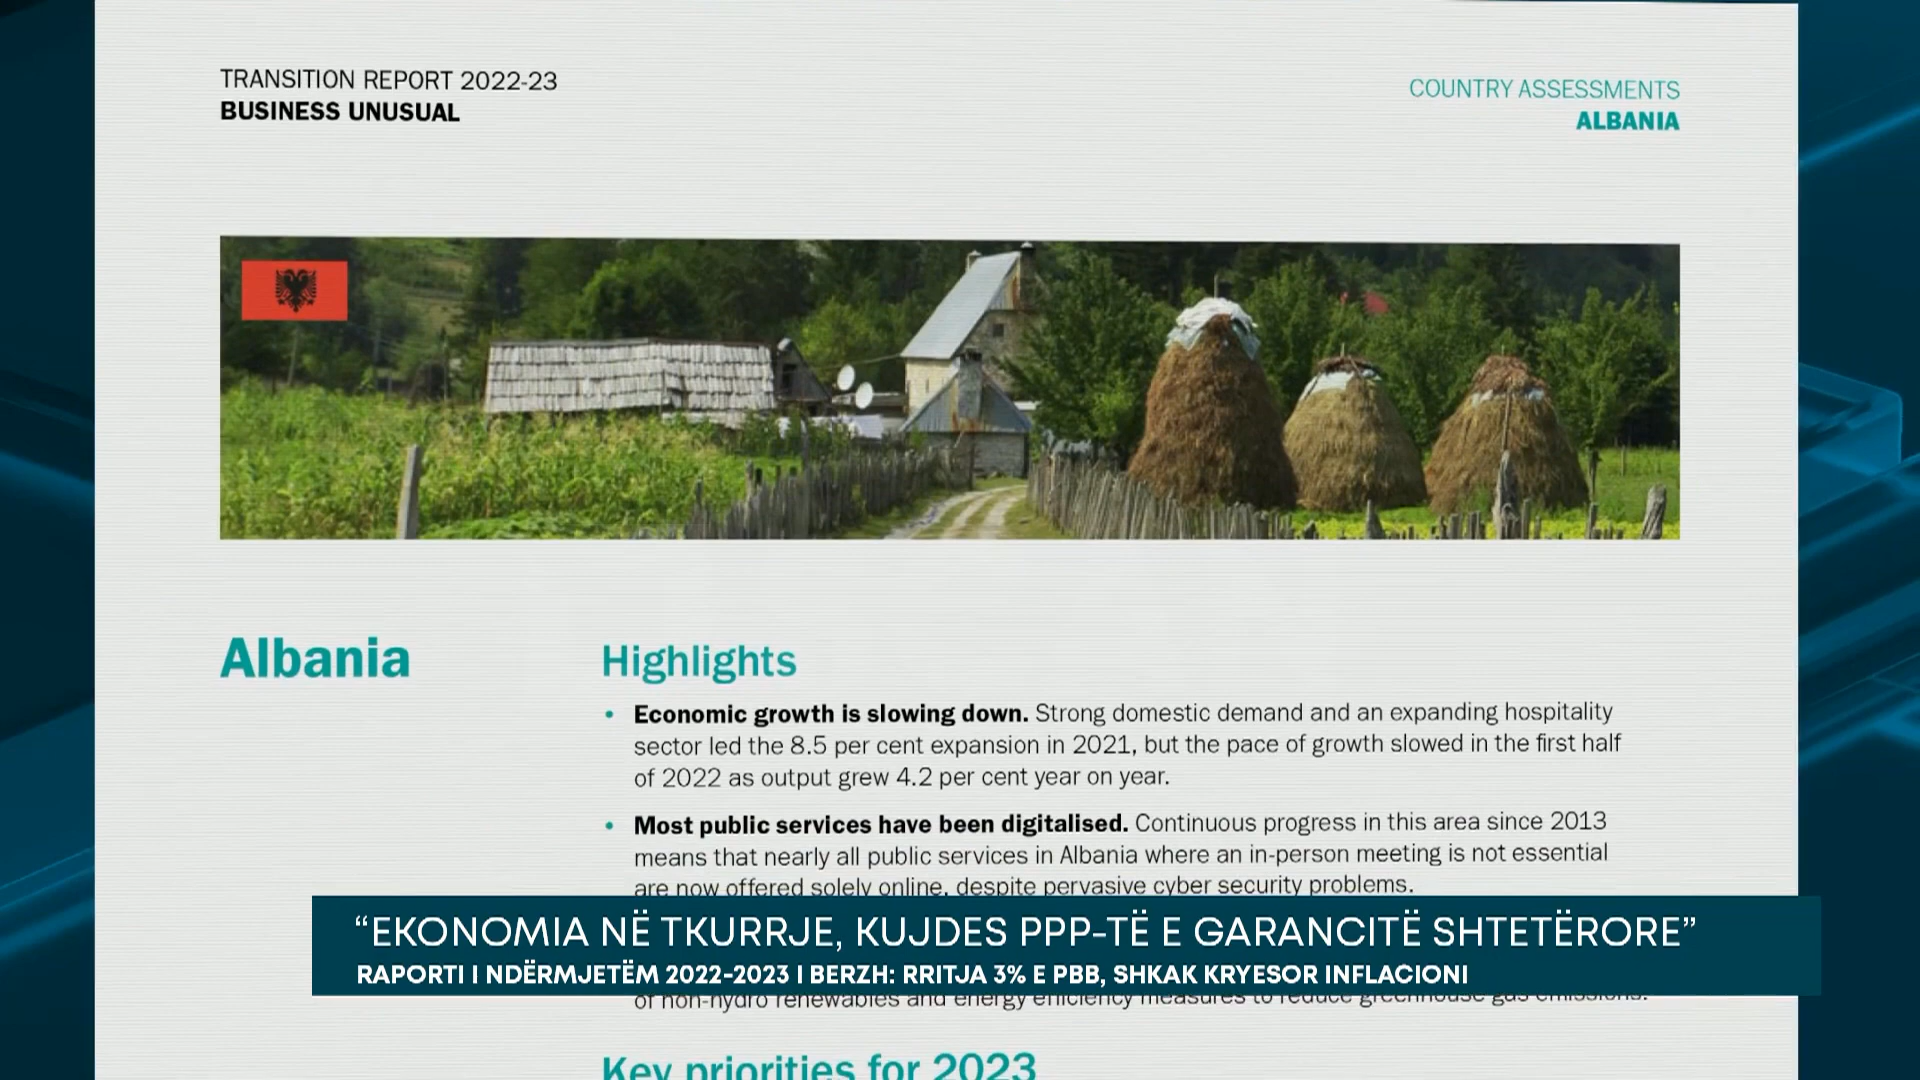 TRANSITION REPORT 2022-23
BUSINESS UNUSUAL
COUNTRY ASSESSMENTS
ALBANIA
Albania
Highlights
• Economic growth is slowing down. Strong domestic demand and an expanding hospitality
sector led the 8.5 per cent expansion in 2021, but the pace of growth slowed in the first half
of 2022 as output grew 4.2 per cent year on year.
• Most public services have been digitalised. Continuous progress in this area since 2013
means that nearly all public services in Albania where an in-person meeting is not essential
are now offered solely online, despite pervasive cyber security problems.
“EKONOMIA NË TKURRJE, KUJDES PPP-TË E GARANCITË SHTETËRORE”
RAPORTI I NDËRMJETËM 2022-2023 I BERZH: RRITJA 3% E PBB, SHKAK KRYESOR INFLACIONI
of non-hydro renewables and energy efficiency measures to reduce greenhouse gas emissions.
Key priorities for 2023